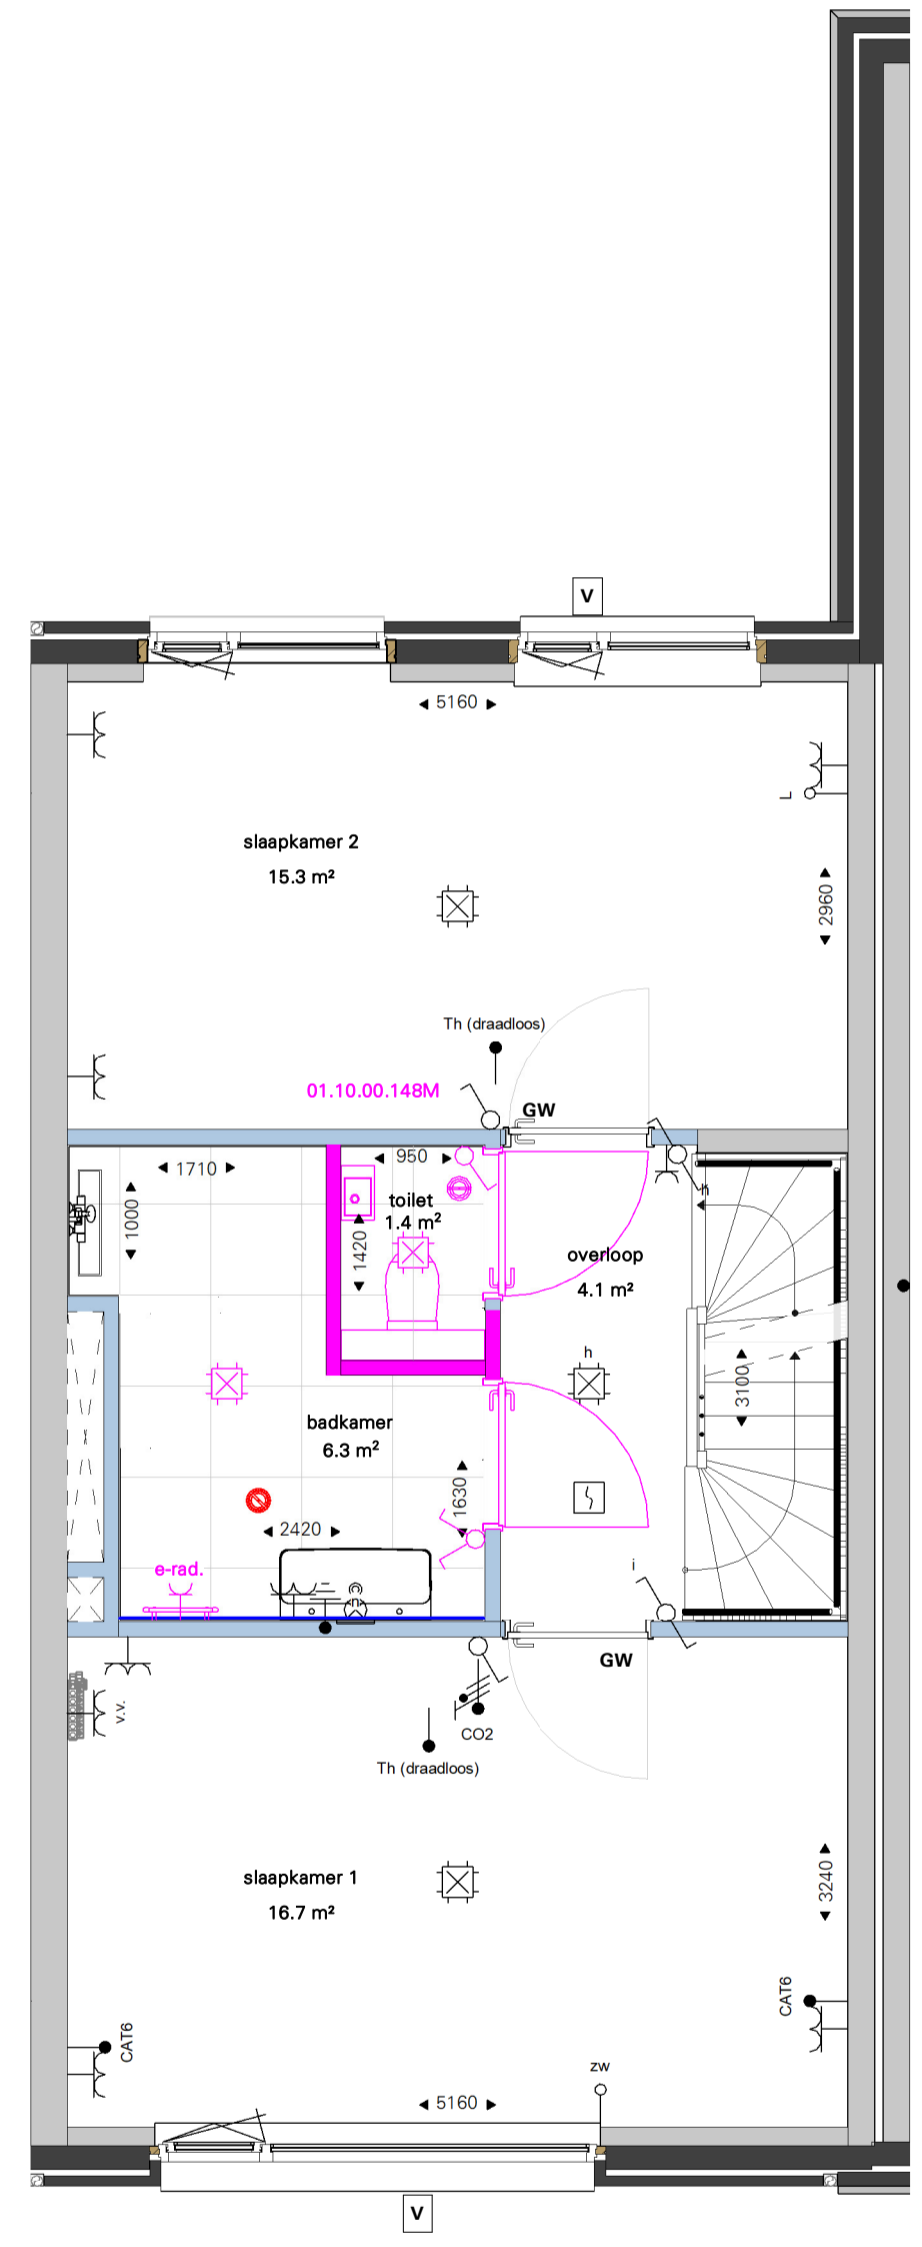 V
5160
L
slaapkamer 2
15.3 m²
2960
Th (draadloos)
01.10.00.148M
GW
1710
950
1000
toilet
1.4 m²
1420
h
overloop
4.1 m²
h
3100
badkamer
6.3 m²
1630
2420
e-rad.
i
GW
v.v.
CO2
Th (draadloos)
slaapkamer 1
16.7 m²
3240
CAT6
CAT6
zw
5160
V